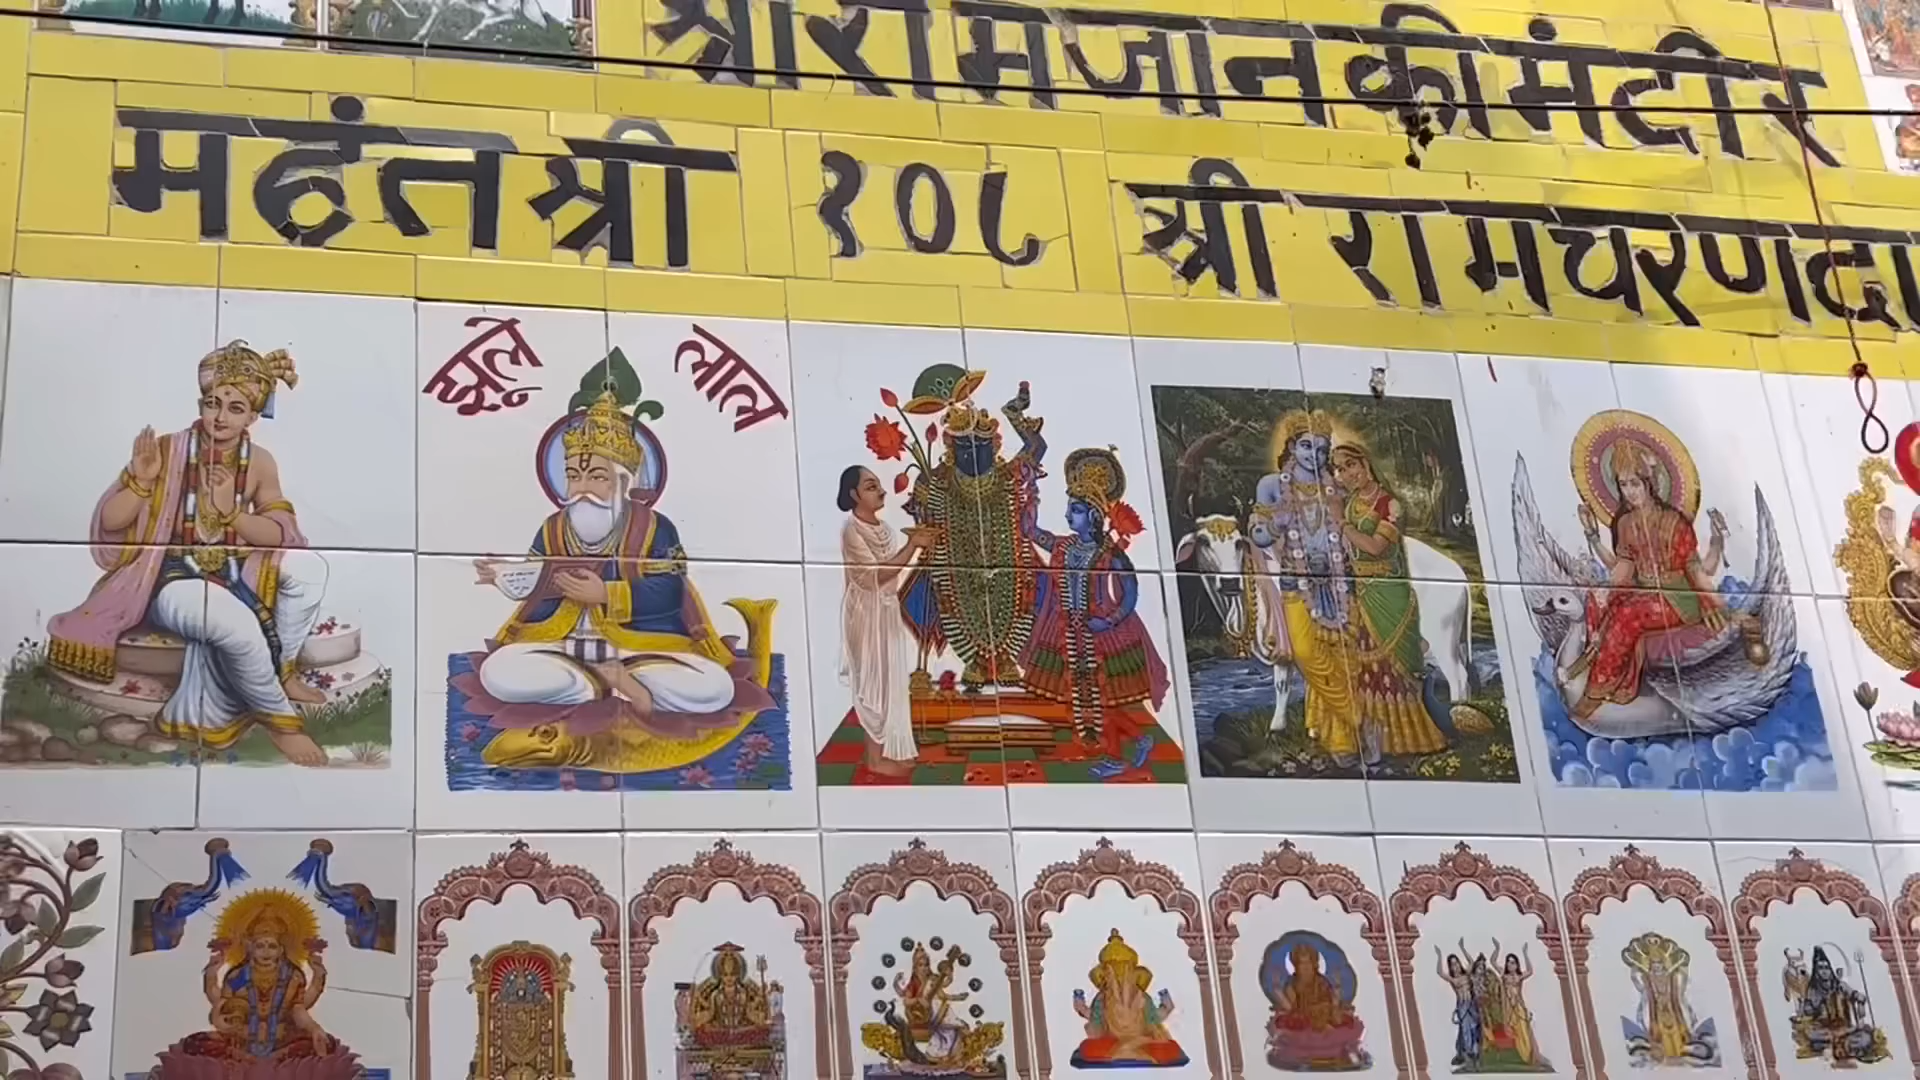 श्रीरामजानकीमंदीर
महंतश्री १०८ श्री रामचरणदा
झूले लाल